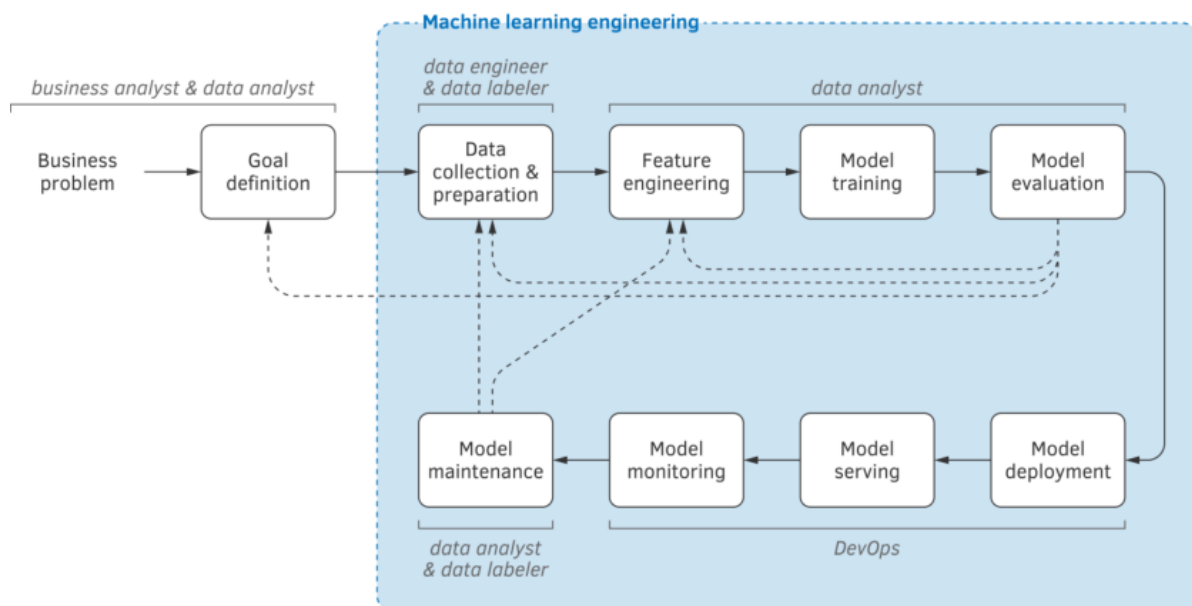 Machine learning engineering
business analyst & data analyst
data engineer
& data labeler
data analyst
Business
problem
Goal
definition
Data
collection &
preparation
Feature
engineering
Model
training
Model
evaluation
Model
maintenance
Model
monitoring
Model
serving
Model
deployment
data analyst
& data labeler
DevOps